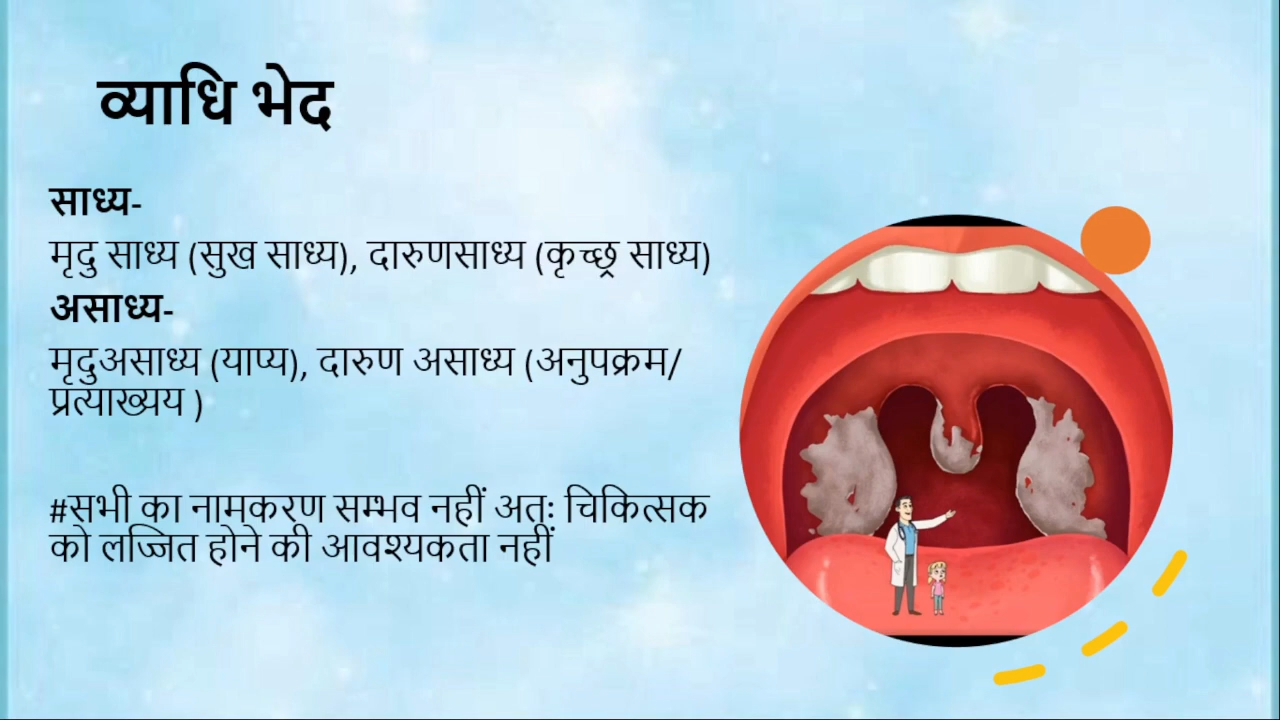 व्याधि भेद
साध्य-
मृदु साध्य (सुख साध्य), दारुणसाध्य (कृच्छ्र साध्य)
असाध्य-
मृदुअसाध्य (याप्य), दारुण असाध्य (अनुपक्रम/
प्रत्याख्यय )
#सभी का नामकरण सम्भव नहीं अतः चिकित्सक
को लज्जित होने की आवश्यकता नहीं